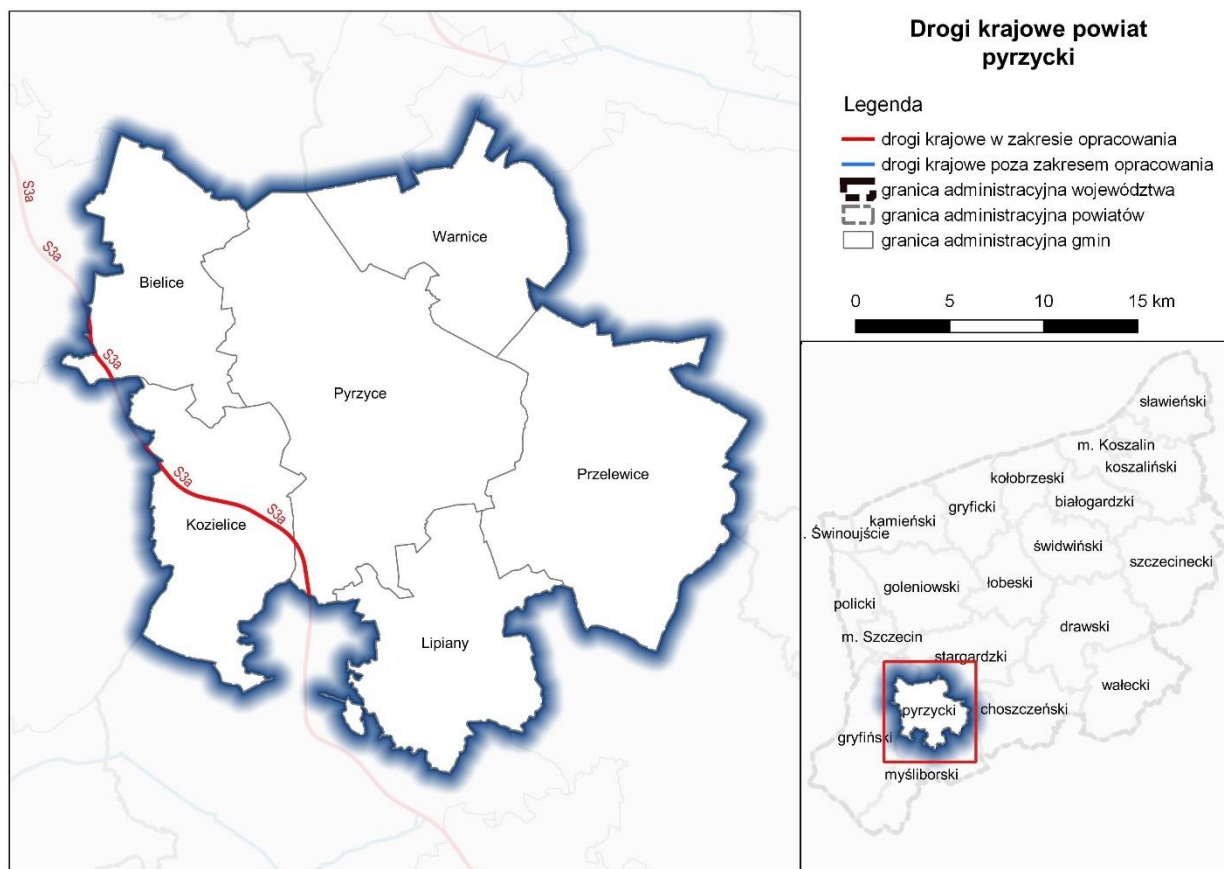 Drogi krajowe powiat
pyrzycki
Legenda
drogi krajowe w zakresie opracowania
drogi krajowe poza zakresem opracowania
granica administracyjna województwa
granica administracyjna powiatów
granica administracyjna gmin
0 5 10 15 km
S3a
S3a
Warnice
Bielice
S3a
Pyrzyce
Przelewice
S3a
S3a
Kozielice
Lipiany
sławieński
m. Koszalin
koszaliński
kołobrzeski
białogardzki
gryficki
kamieński
. Świnoujście
świdwiński
szczecinecki
łobeski
goleniowski
policki
drawski
m. Szczecin
stargardzki
wałecki
pyrzycki
choszczeński
gryfiński
myśliborski